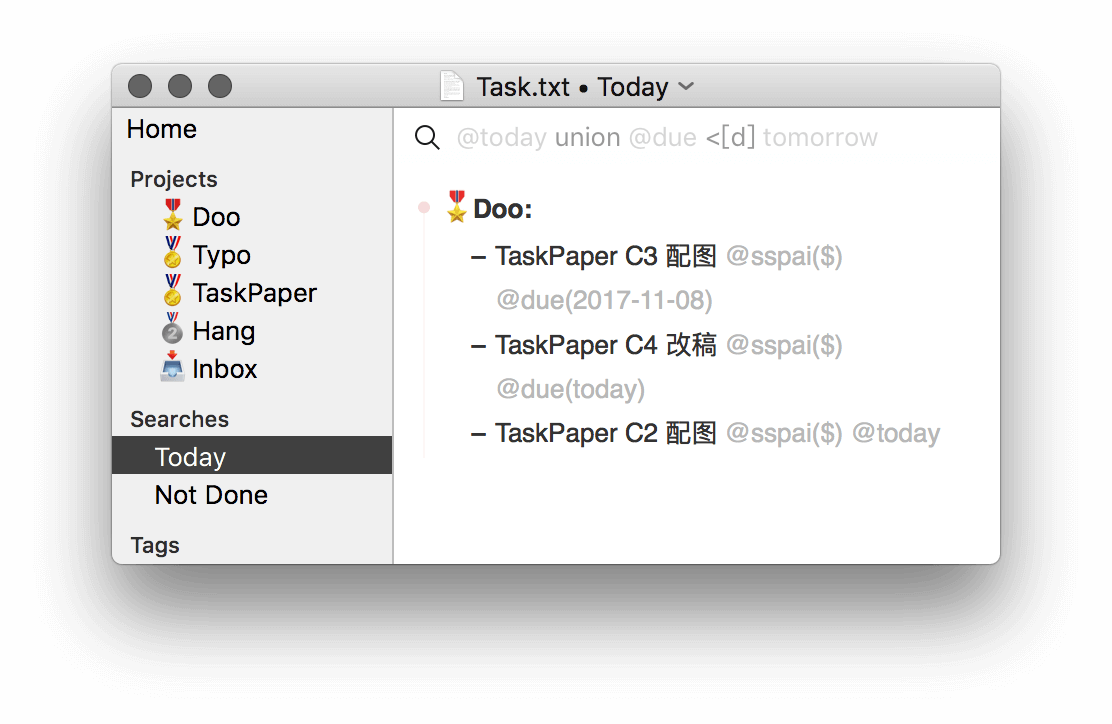 Task.txt • Today
Home
Projects
Doo
Typo
TaskPaper
Hang
Inbox
Searches
Today
Not Done
Tags
@today union @due <[d] tomorrow
Doo:
– TaskPaper C3 配图 @sspai($)
@due(2017-11-08)
– TaskPaper C4 改稿 @sspai($)
@due(today)
– TaskPaper C2 配图 @sspai($) @today